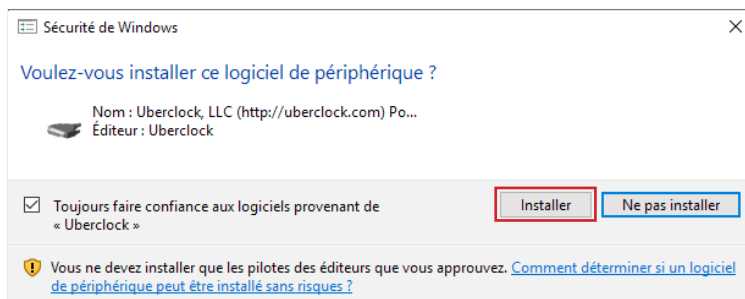 Sécurité de Windows
Voulez-vous installer ce logiciel de périphérique ?
Nom : Uberclock, LLC (http://uberclock.com) Po...
Éditeur : Uberclock
Toujours faire confiance aux logiciels provenant de
« Uberclock »
Installer
Ne pas installer
Vous ne devez installer que les pilotes des éditeurs que vous approuvez. Comment déterminer si un logiciel
de périphérique peut être installé sans risques ?